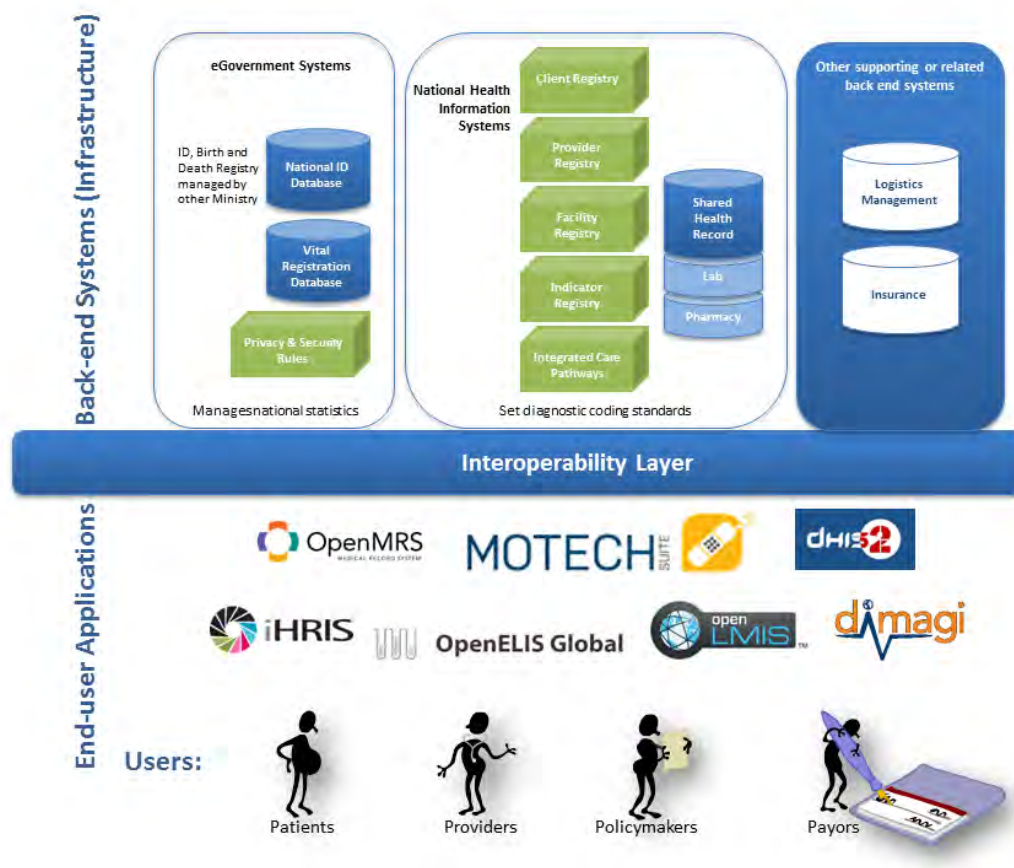 Back-end Systems (Infrastructure)
eGovernment Systems
ID, Birth and
Death Registry
managed by
other Ministry
National ID
Database
Vital
Registration
Database
Privacy & Security
Rules
Managesnational statistics
National Health
Information
Systems
Client Registry
Provider
Registry
Facility
Registry
Indicator
Registry
Integrated Care
Pathways
Shared
Health
Record
Lab
Pharmacy
Set diagnostic coding standards
Other supporting or related
back end systems
Logistics
Management
Insurance
Interoperability Layer
End-user Applications
OpenMRS
MEDICAL RECORD SYSTEM
MOTECH
SUITE
dhis2
iHRIS
OpenELIS Global
open
LMIS
TM
dimagi
Users:
Patients
Providers
Policymakers
Payors